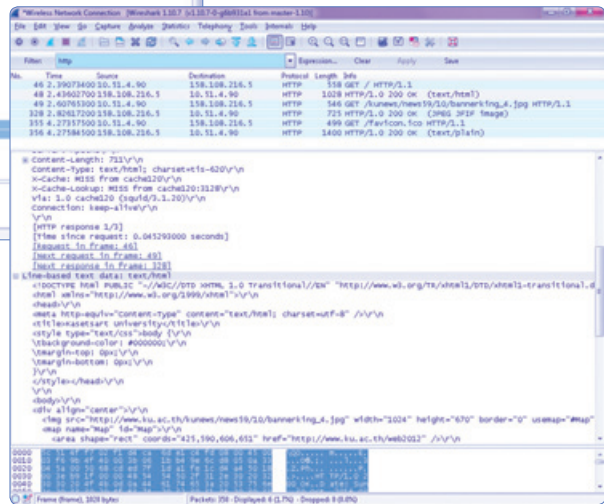 *Wireless Network Connection [Wireshark 1.10.7 (v1.10.7-0-g6b931a1 from master-1.10)]
File Edit View Go Capture Analyze Statistics Telephony Tools Internals Help
Filter: http Expression... Clear Apply Save
No. Time Source Destination Protocol Length Info
46 2.39073400 10.51.4.90 158.108.216.5 HTTP 558 GET / HTTP/1.1
48 2.43602700 158.108.216.5 10.51.4.90 HTTP 1028 HTTP/1.0 200 OK (text/html)
49 2.60765300 10.51.4.90 158.108.216.5 HTTP 546 GET /kunews/news59/10/bannerking_4.jpg HTTP/1.1
328 2.82617200 158.108.216.5 10.51.4.90 HTTP 725 HTTP/1.0 200 OK (JPEG JFIF image)
355 4.27357500 10.51.4.90 158.108.216.5 HTTP 499 GET /favicon.ico HTTP/1.1
356 4.27584500 158.108.216.5 10.51.4.90 HTTP 1400 HTTP/1.0 200 OK (text/plain)
Content-Length: 711\r\n
Content-Type: text/html; charset=tis-620\r\n
X-Cache: MISS from cache120\r\n
X-Cache-Lookup: MISS from cache120:3128\r\n
Via: 1.0 cache120 (squid/3.1.20)\r\n
Connection: keep-alive\r\n
\r\n
[HTTP response 1/3]
[Time since request: 0.045293000 seconds]
[Request in frame: 46]
[Next request in frame: 49]
[Next response in frame: 328]
Line-based text data: text/html
<!DOCTYPE html PUBLIC "-//W3C//DTD XHTML 1.0 Transitional//EN" "http://www.w3.org/TR/xhtml1/DTD/xhtml1-transitional.d
<html xmlns="http://www.w3.org/1999/xhtml">\r\n
<head>\r\n
<meta http-equiv="Content-Type" content="text/html; charset=utf-8" />\r\n
<title>Kasetsart University</title>\r\n
<style type="text/css">body {\r\n
\tbackground-color: #000000;\r\n
\tmargin-top: 0px;\r\n
\tmargin-bottom: 0px;\r\n
}\r\n
</style></head>\r\n
\r\n
<body>\r\n
<div align="center">\r\n
<img src="http://www.ku.ac.th/kunews/news59/10/bannerking_4.jpg" width="1024" height="670" border="0" usemap="#Map"
<map name="Map" id="Map">\r\n
<area shape="rect" coords="425,590,606,651" href="http://www.ku.ac.th/web2012" />\r\n
0000
0010
0020
0030
0040
Frame (frame), 1028 bytes Packets: 358 · Displayed: 6 (1.7%) · Dropped: 0 (0.0%)